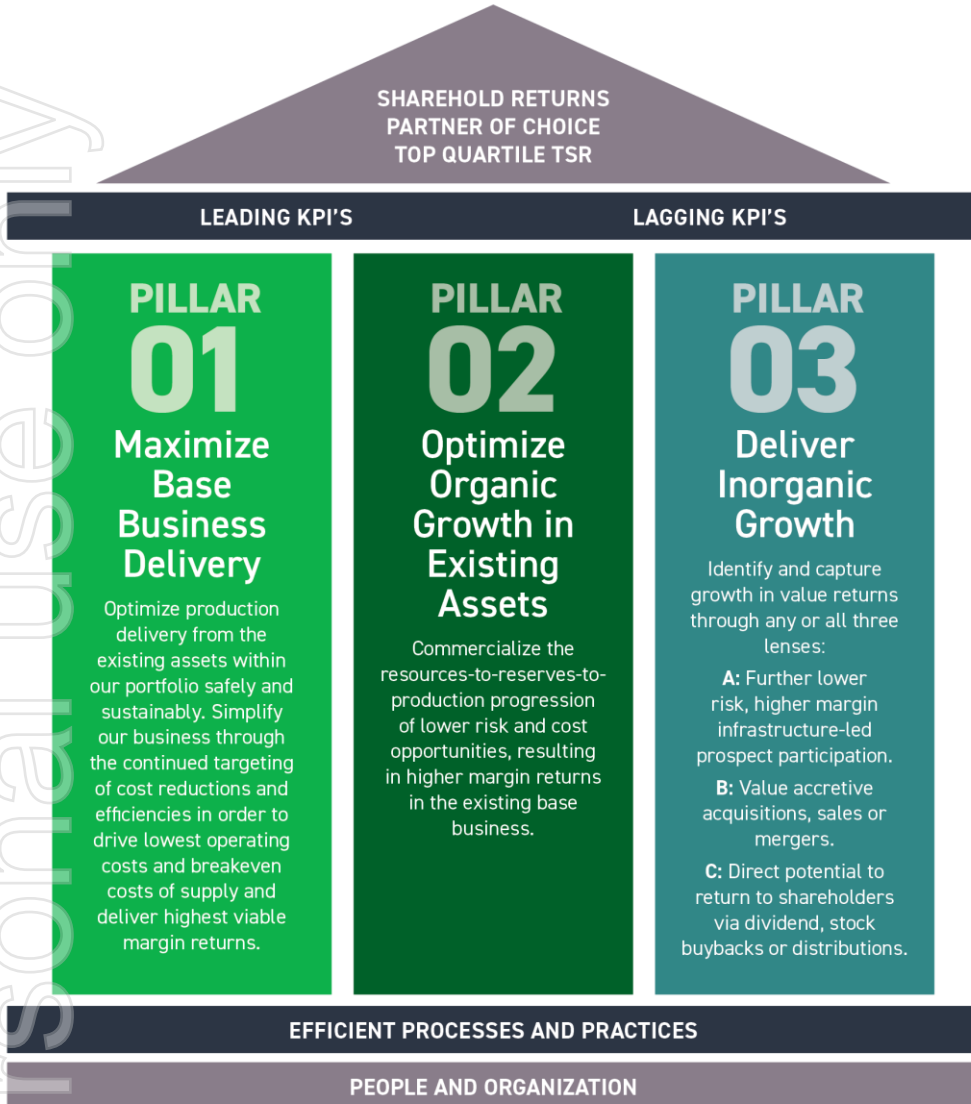 SHAREHOLD RETURNS
PARTNER OF CHOICE
TOP QUARTILE TSR
LEADING KPI'S
LAGGING KPI'S
PILLAR
01
Maximize
Base
Business
Delivery
Optimize production
delivery from the
existing assets within
our portfolio safely and
sustainably. Simplify
our business through
the continued targeting
of cost reductions and
efficiencies in order to
drive lowest operating
costs and breakeven
costs of supply and
deliver highest viable
margin returns.
PILLAR
02
Optimize
Organic
Growth in
Existing
Assets
Commercialize the
resources-to-reserves-to-
production progression
of lower risk and cost
opportunities, resulting
in higher margin returns
in the existing base
business.
PILLAR
03
Deliver
Inorganic
Growth
Identify and capture
growth in value returns
through any or all three
lenses:
A: Further lower
risk, higher margin
infrastructure-led
prospect participation.
B: Value accretive
acquisitions, sales or
mergers.
C: Direct potential to
return to shareholders
via dividend, stock
buybacks or distributions.
EFFICIENT PROCESSES AND PRACTICES
PEOPLE AND ORGANIZATION
rsonal use only